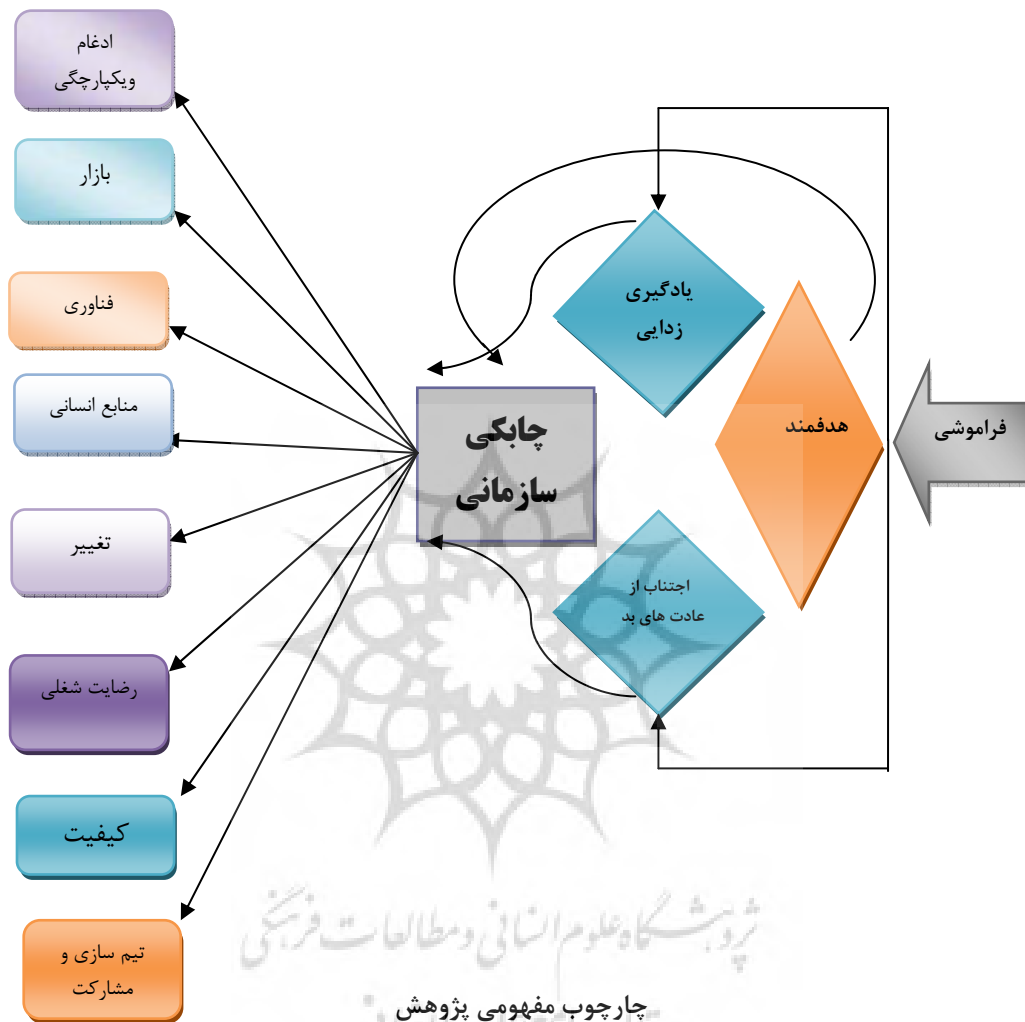 ادغام
ویکپارچگی
بازار
فناوری
منابع انسانی
تغییر
رضایت شغلی
کیفیت
تیم سازی و
مشارکت
چابکی
سازمانی
یادگیری
زدایی
هدفمند
اجتناب از
عادت های بد
فراموشی
پژوهشگاه علوم انسانی و مطالعات فرهنگی
چارچوب مفهومی پژوهش